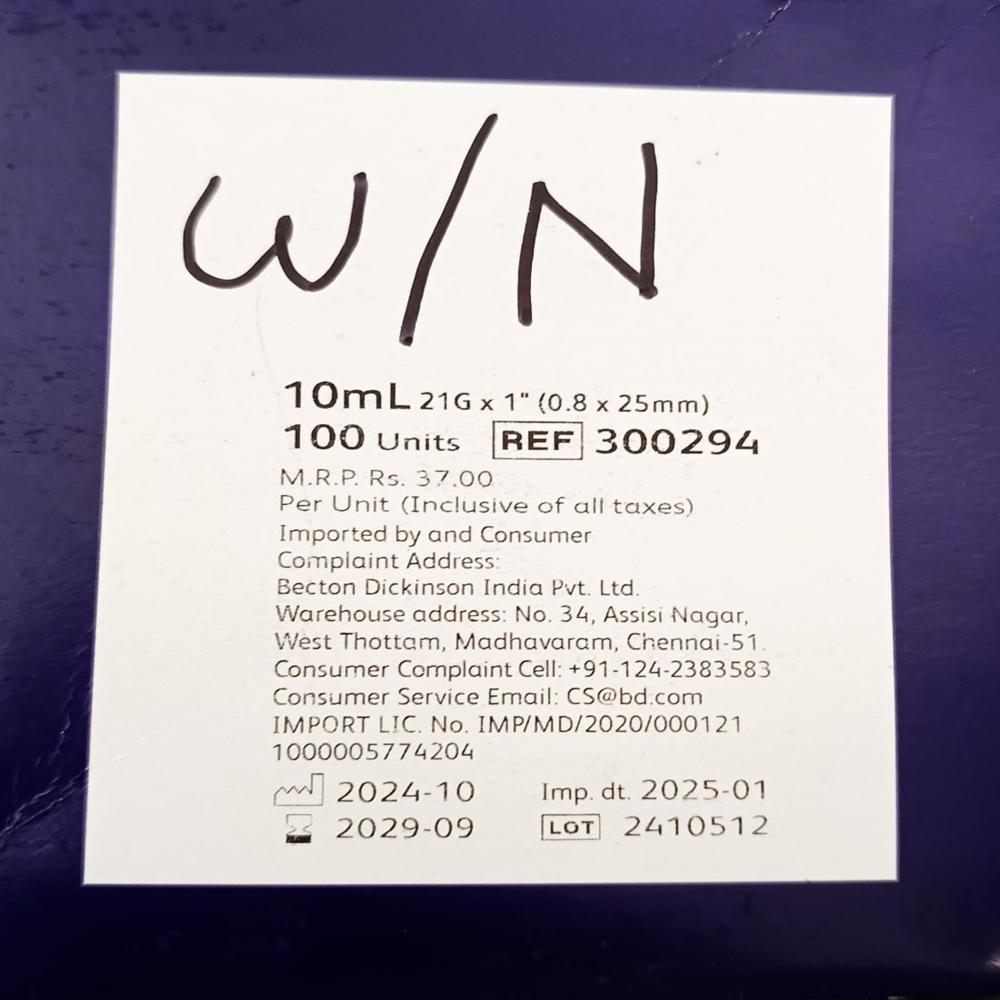 W/N
10mL 21G x 1" (0.8 x 25mm)
100 Units REF 300294
M.R.P. Rs. 37.00
Per Unit (Inclusive of all taxes)
Imported by and Consumer
Complaint Address:
Becton Dickinson India Pvt. Ltd.
Warehouse address: No. 34, Assisi Nagar,
West Thottam, Madhavaram, Chennai-51.
Consumer Complaint Cell: +91-124-2383583
Consumer Service Email: CS@bd.com
IMPORT LIC. No. IMP/MD/2020/000121
1000005774204
2024-10 Imp. dt. 2025-01
2029-09 LOT 2410512